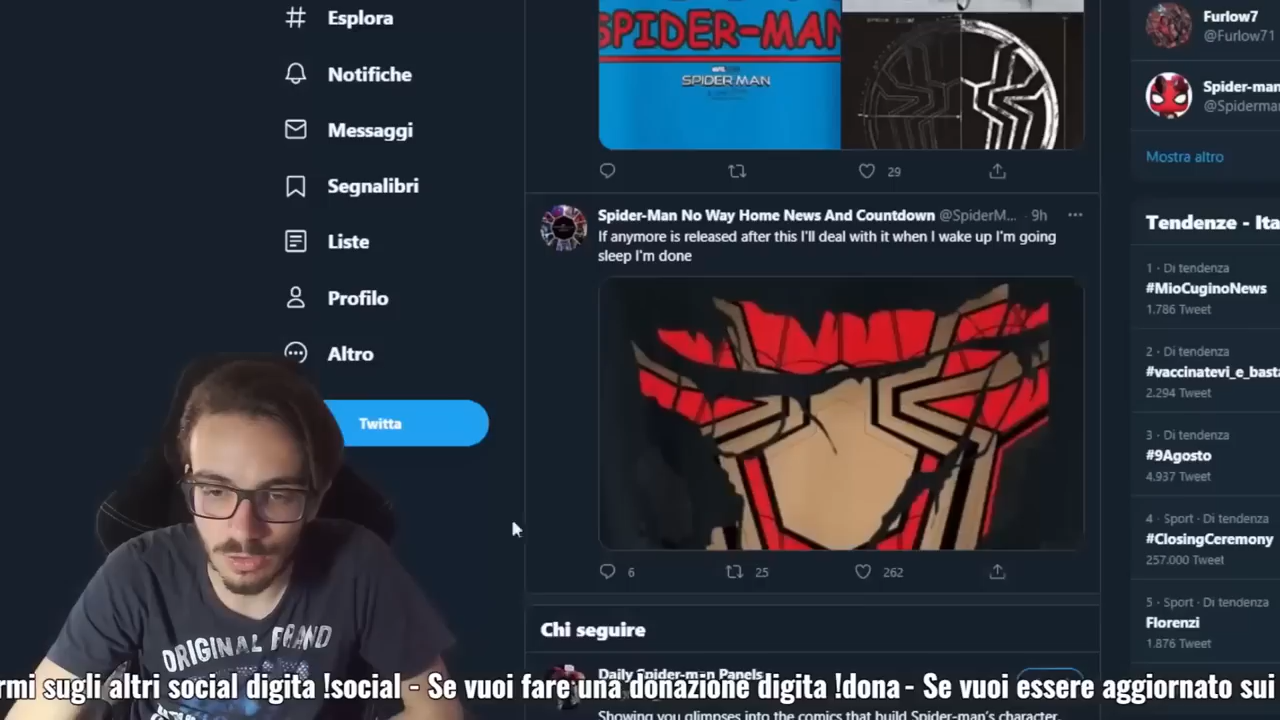 Esplora
Notifiche
Messaggi
Segnalibri
Liste
Profilo
Altro
Twitta
SPIDER-MAN
SPIDER-MAN
29
Spider-Man No Way Home News And Countdown @SpiderM... · 9h
If anymore is released after this I'll deal with it when I wake up I'm going
sleep I'm done
6 25 262
Chi seguire
Daily Spider-man Panels
Showing you glimpses into the comics that build Spider-man's character.
Furlow7
@Furlow71
Spider-man
@Spiderma
Mostra altro
Tendenze - Ita
1 · Di tendenza
#MioCuginoNews
1.786 Tweet
2 · Di tendenza
#vaccinatevi_e_basta
2.294 Tweet
3 · Di tendenza
#9Agosto
4.937 Tweet
4 · Sport · Di tendenza
#ClosingCeremony
257.000 Tweet
5 · Sport · Di tendenza
Florenzi
1.876 Tweet
ORIGINAL BRAND
rmi sugli altri social digita !social - Se vuoi fare una donazione digita !dona - Se vuoi essere aggiornato sui